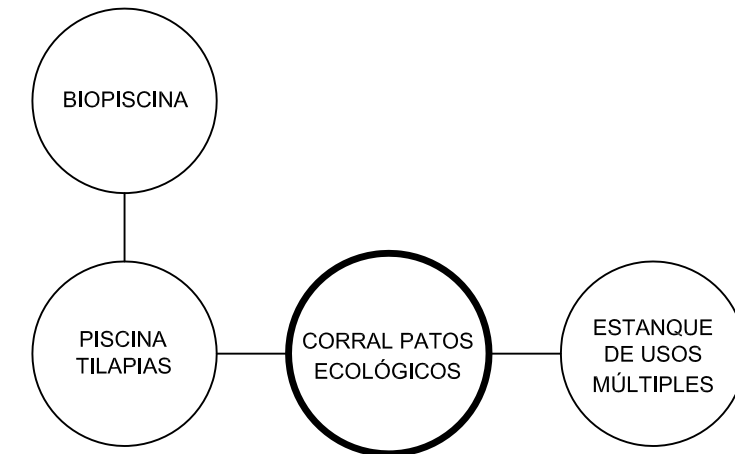 BIOPISCINA
PISCINA
TILAPIAS
CORRAL PATOS
ECOLÓGICOS
ESTANQUE
DE USOS
MÚLTIPLES